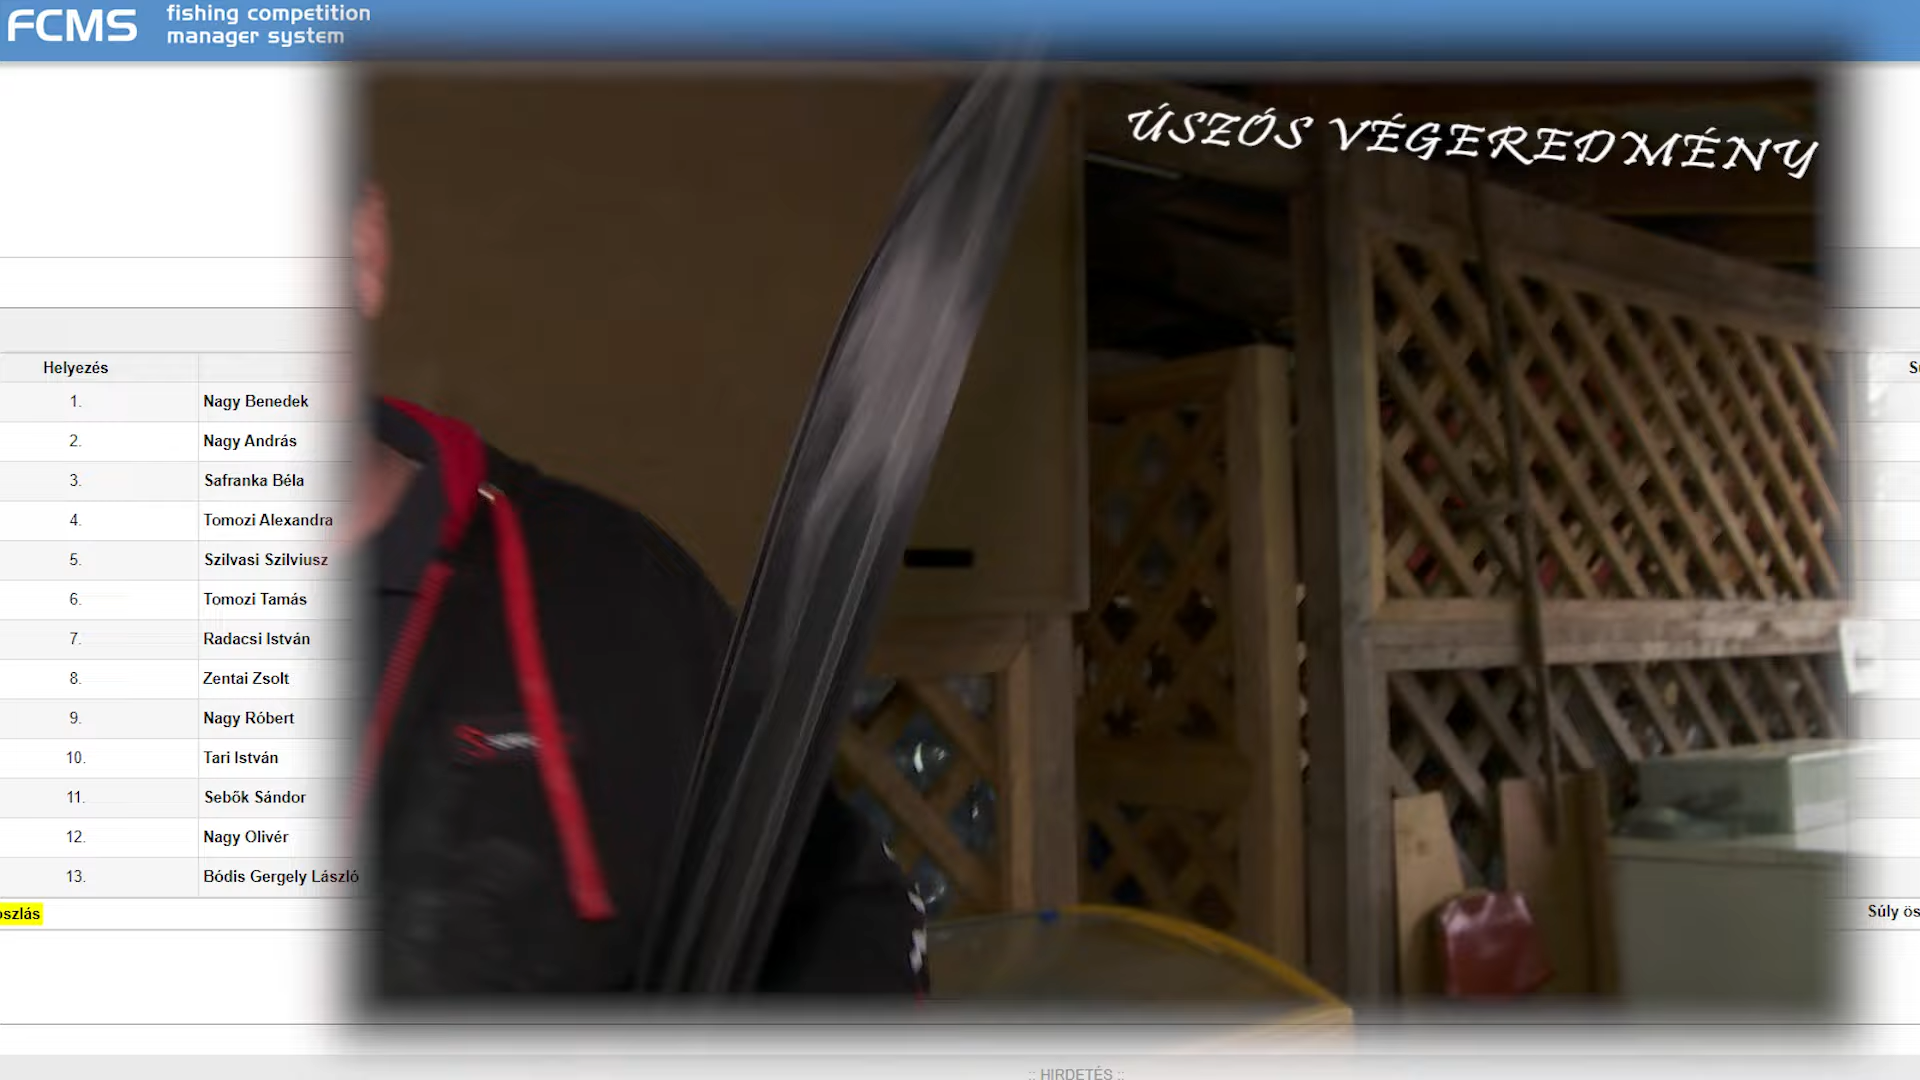 FCMS
fishing competition
manager system
ÚSZÓS VÉGEREDMÉNY
Helyezés
1. Nagy Benedek
2. Nagy András
3. Safranka Béla
4. Tomozi Alexandra
5. Szilvasi Szilviusz
6. Tomozi Tamás
7. Radacsi István
8. Zentai Zsolt
9. Nagy Róbert
10. Tari István
11. Sebők Sándor
12. Nagy Olivér
13. Bódis Gergely László
oszlás
Súly ös
:: HIRDETÉS ::